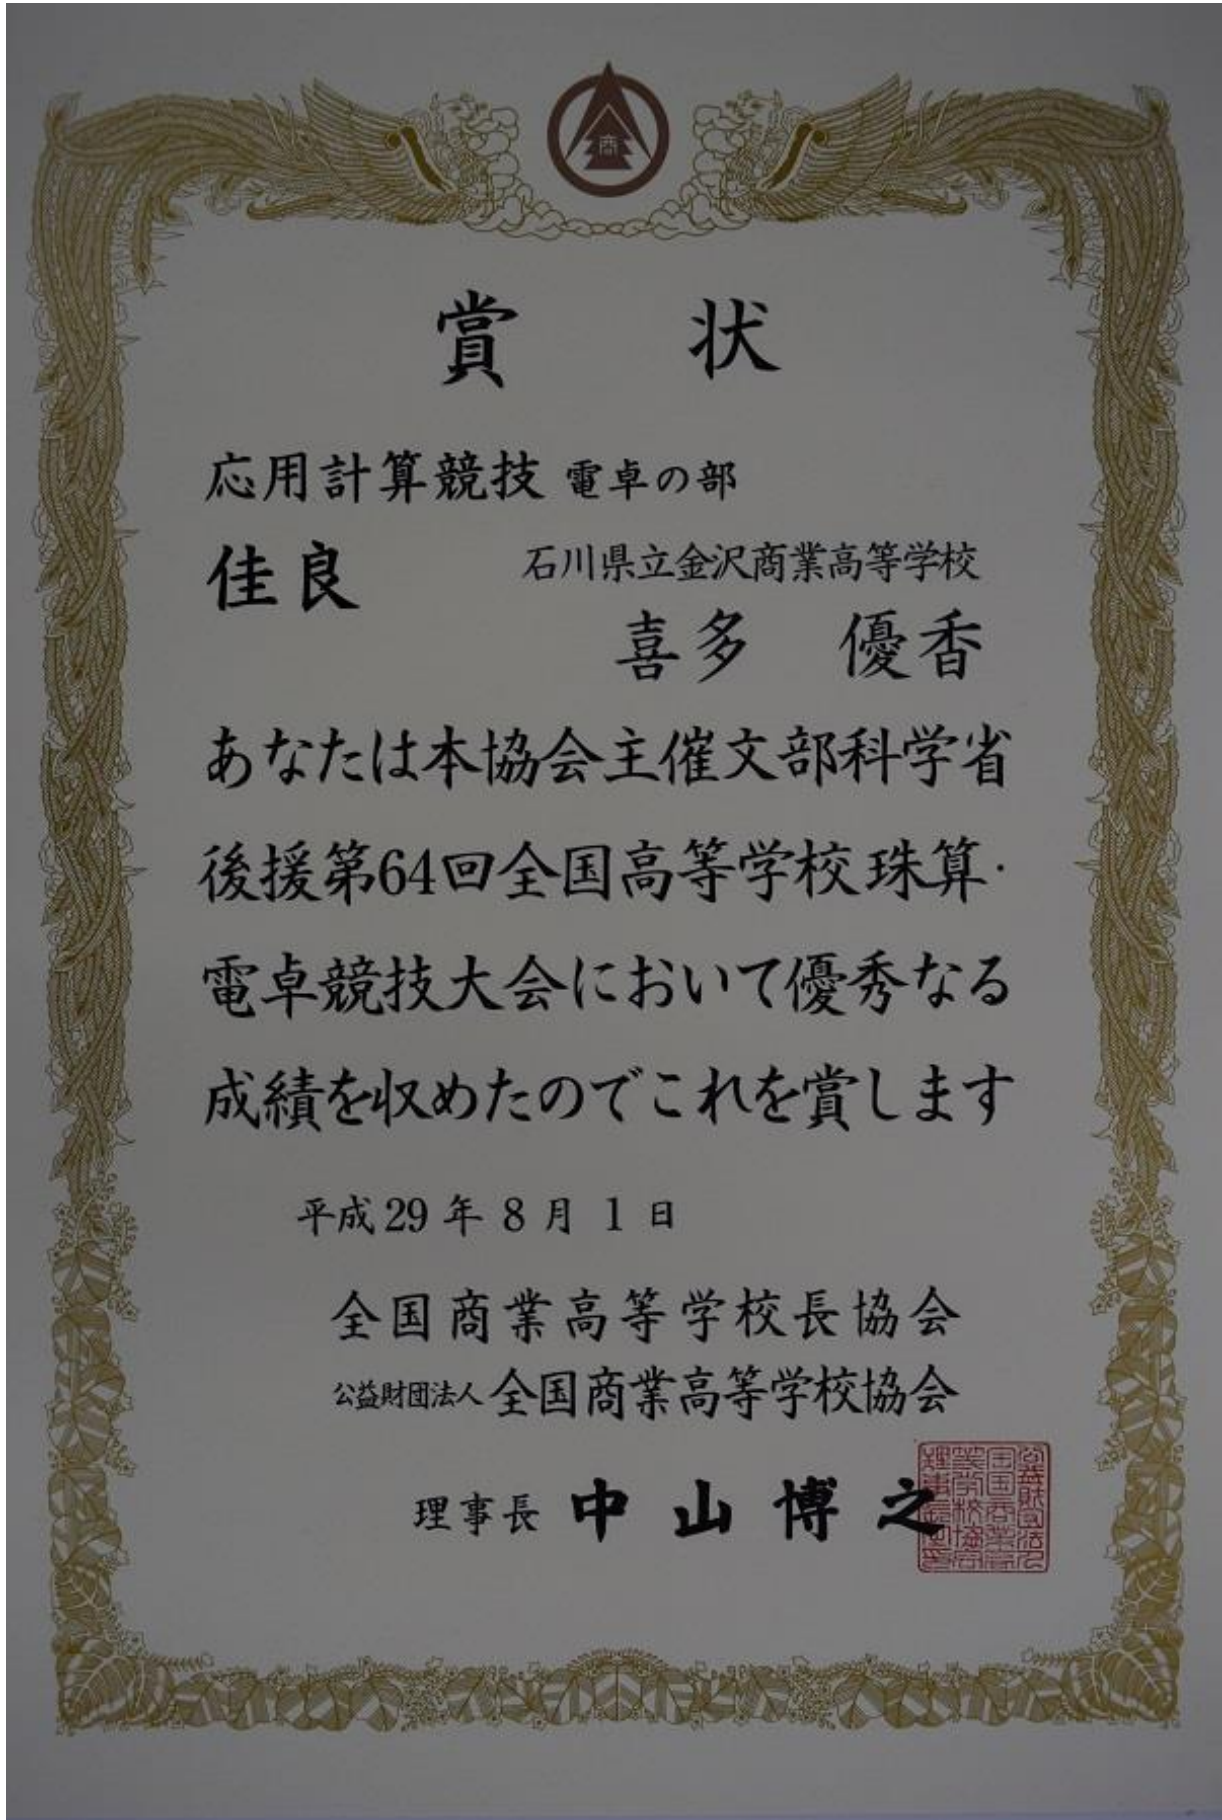 商
賞状
応用計算競技 電卓の部
佳良 石川県立金沢商業高等学校
喜多 優香
あなたは本協会主催文部科学省
後援第64回全国高等学校珠算・
電卓競技大会において優秀なる
成績を収めたのでこれを賞します
平成29年8月1日
全国商業高等学校長協会
公益財団法人 全国商業高等学校協会
理事長 中山博之